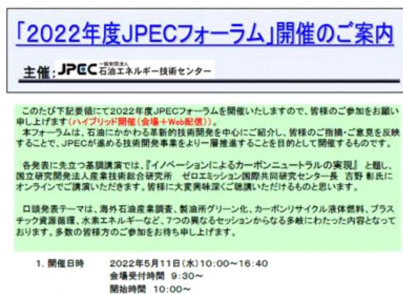 「2022年度JPECフォーラム」開催のご案内
主催：JPEC 一般財団法人 石油エネルギー技術センター
このたび下記要領にて2022年度JPECフォーラムを開催いたしますので、皆様のご参加をお願い
申し上げます(ハイブリッド開催(会場＋Web配信))。
本フォーラムは、石油にかかわる革新的技術開発を中心にご紹介し、皆様のご指摘・ご意見を反映
することで、JPECが進める技術開発事業をより一層推進することを目的として開催するものです。
各発表に先立つ基調講演では、『イノベーションによるカーボンニュートラルの実現』 と題し、
国立研究開発法人産業技術総合研究所 ゼロエミッション国際共同研究センター長 吉野 彰氏に
オンラインでご講演いただきます。皆様に大変興味深くご聴講いただけるものと思います。
口頭発表テーマは、海外石油産業調査、製油所グリーン化、カーボンリサイクル液体燃料、プラス
チック資源循環、水素エネルギーなど、7つの異なるセッションからなる多岐にわたった内容となって
おります。多数の皆様方のご参加をお待ち申し上げます。
1. 開催日時 2022年5月11日(水)10:00～16:40
会場受付時間 9:30～
開始時間 10:00～